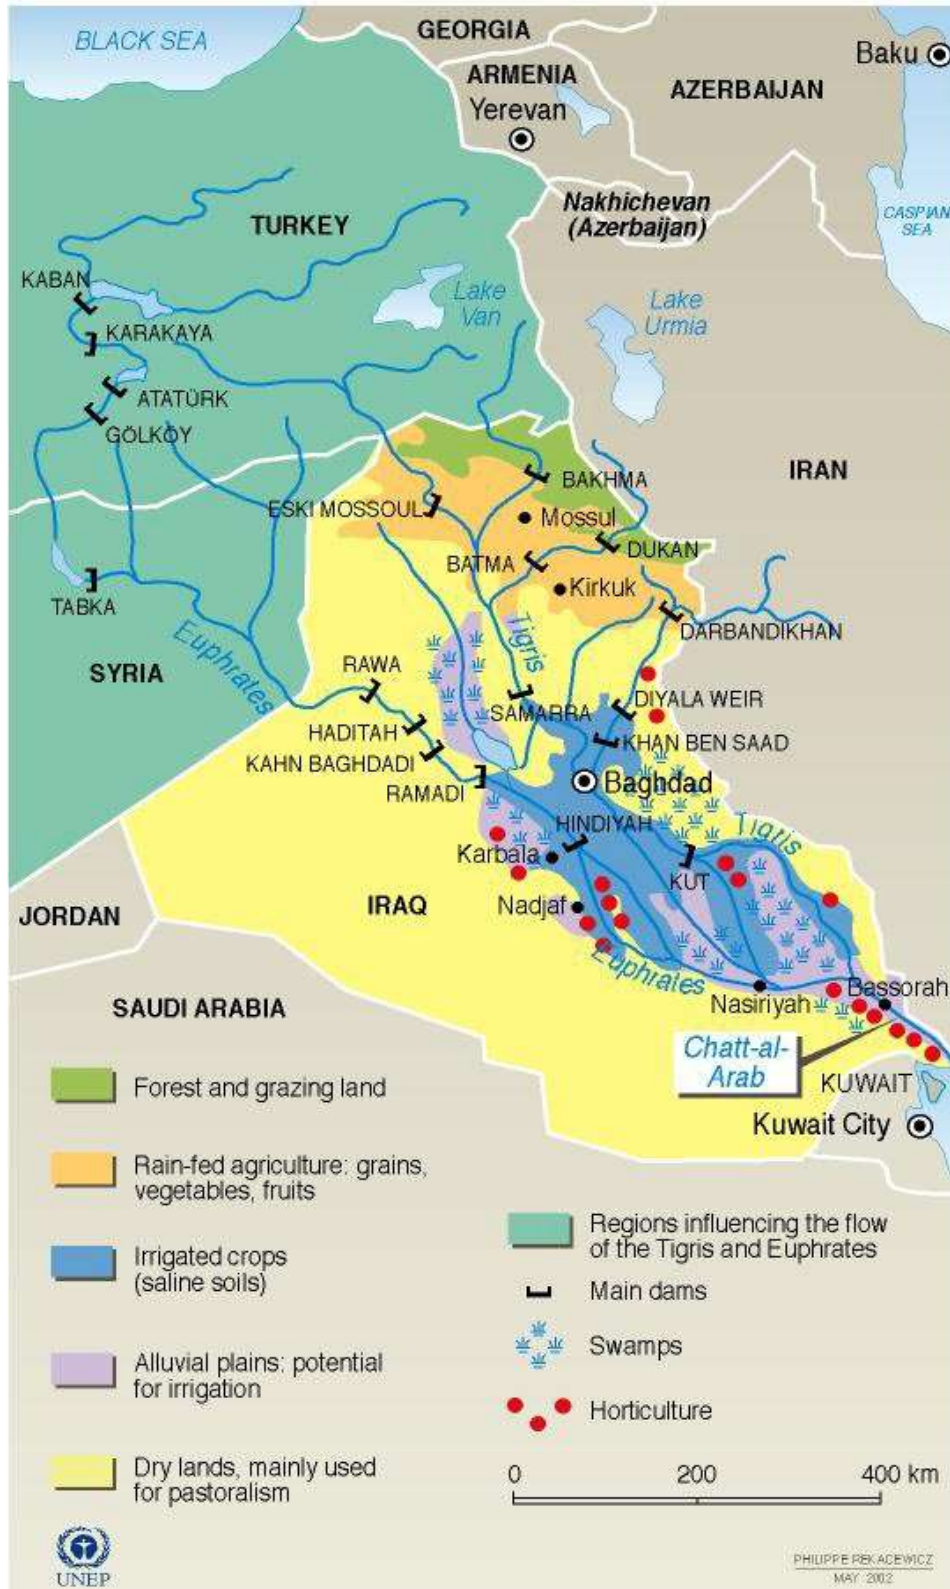 BLACK SEA
GEORGIA
Baku
ARMENIA
Yerevan
AZERBAIJAN
Nakhichevan
(Azerbaijan)
CASPIAN
SEA
TURKEY
KABAN
Lake
Van
Lake
Urmia
KARAKAYA
ATATÜRK
GÖLKÖY
IRAN
BAKHMA
ESKI MOSSOUL
Mossul
DUKAN
BATMA
Kirkuk
TABKA
DARBANDIKHAN
Euphrates
Tigris
SYRIA
RAWA
DIYALA WEIR
SAMARRA
HADITAH
KHAN BEN SAAD
KAHN BAGHDADI
Baghdad
RAMADI
HINDIYAH
Tigris
Karbala
KUT
JORDAN
IRAQ
Nadjaf
Euphrates
Nasiriyah
Bassorah
SAUDI ARABIA
Chatt-al-
Arab
KUWAIT
Kuwait City
Forest and grazing land
Rain-fed agriculture: grains,
vegetables, fruits
Irrigated crops
(saline soils)
Alluvial plains: potential
for irrigation
Dry lands, mainly used
for pastoralism
Regions influencing the flow
of the Tigris and Euphrates
Main dams
Swamps
Horticulture
0 200 400 km
UNEP
PHILIPPE REKACEWICZ
MAY 2002